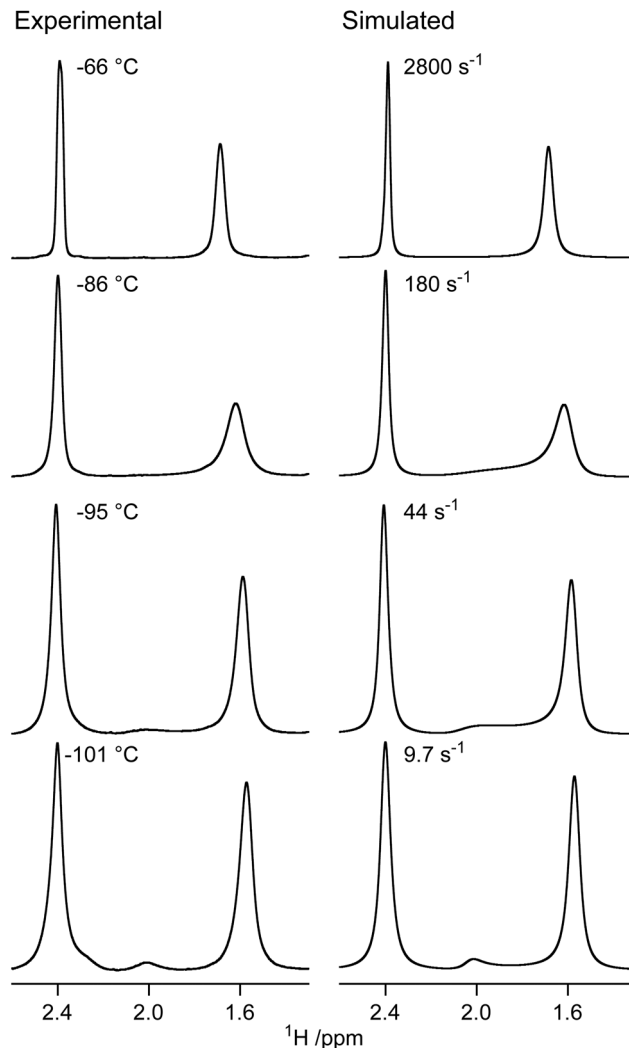 Experimental Simulated
-66 °C 2800 s⁻¹
-86 °C 180 s⁻¹
-95 °C 44 s⁻¹
-101 °C 9.7 s⁻¹
2.4 2.0 1.6 2.4 2.0 1.6
¹H /ppm